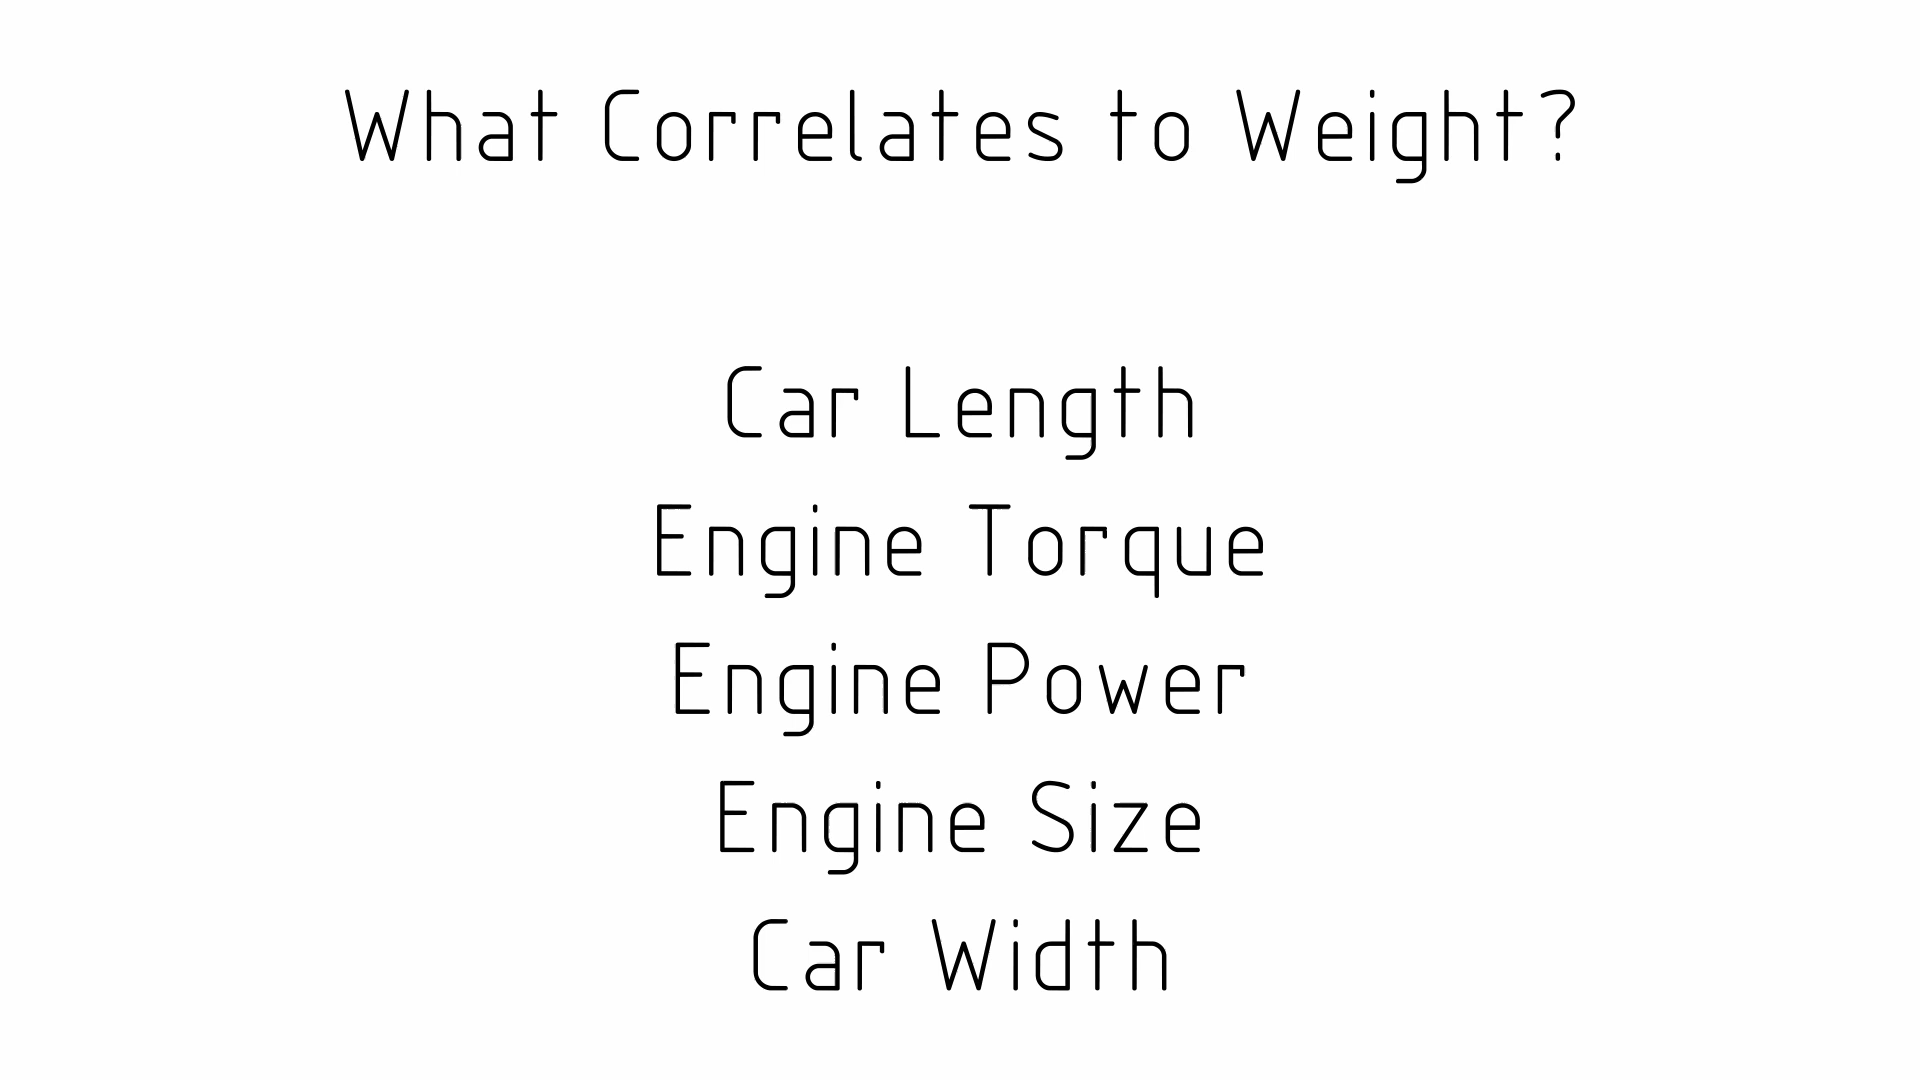 What Correlates to Weight?
Car Length
Engine Torque
Engine Power
Engine Size
Car Width